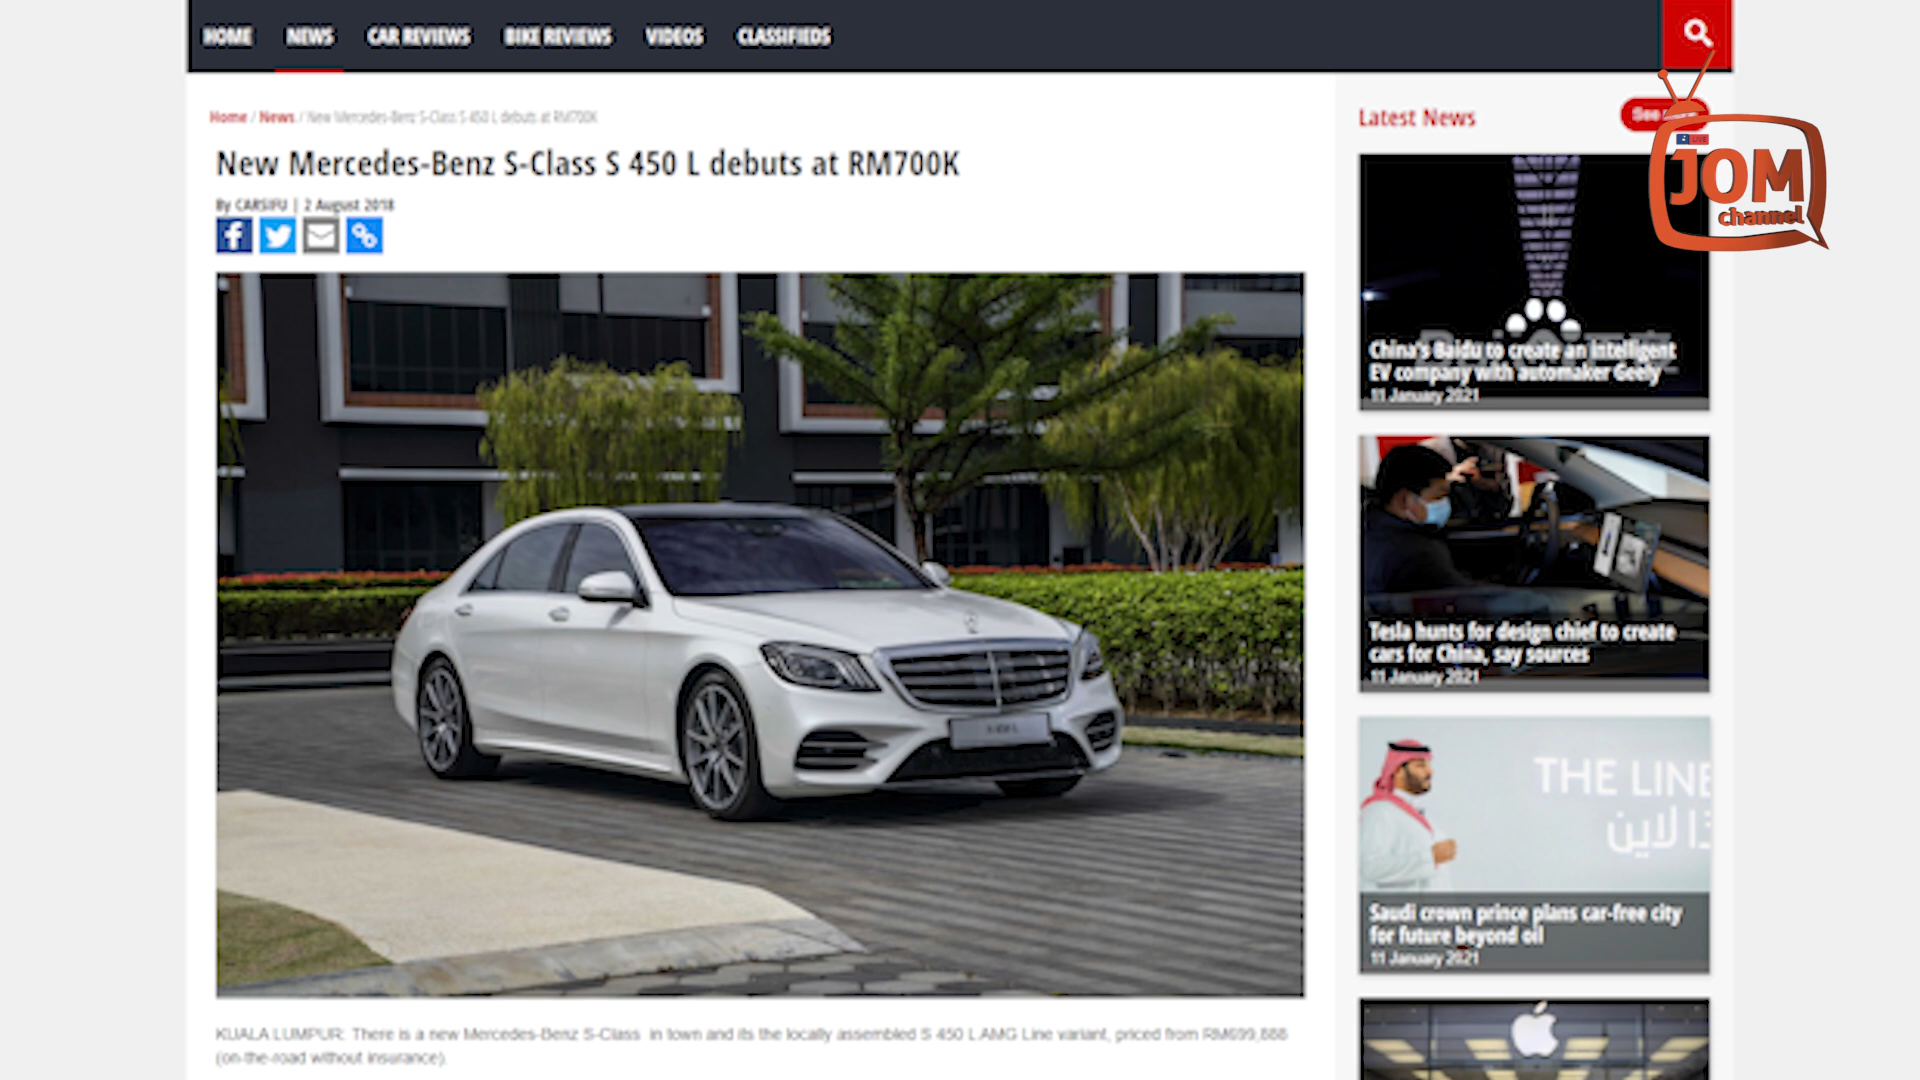 HOME NEWS CAR REVIEWS BIKE REVIEWS VIDEOS CLASSIFIEDS
Home / News / New Mercedes-Benz S-Class S 450 L debuts at RM700K
New Mercedes-Benz S-Class S 450 L debuts at RM700K
By CARSIFU | 2 August 2018
KUALA LUMPUR: There is a new Mercedes-Benz S-Class in town and its the locally assembled S 450 L AMG Line variant, priced from RM699,888
(on-the-road without insurance).
Latest News
See
JOM
channel
China's Baidu to create an intelligent
EV company with automaker Geely
11 January 2021
Tesla hunts for design chief to create
cars for China, say sources
11 January 2021
THE LINE
ذا لاين
Saudi crown prince plans car-free city
for future beyond oil
11 January 2021